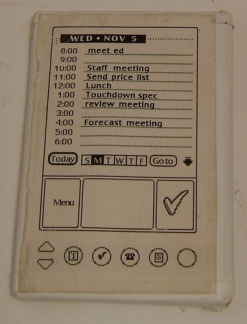 WED • NOV 5
8:00 meet ed
9:00
10:00 Staff meeting
11:00 Send price list
12:00 Lunch
1:00 Touchdown spec
2:00 review meeting
3:00
4:00 Forecast meeting
5:00
6:00
Today S M T W T F Go to
Menu